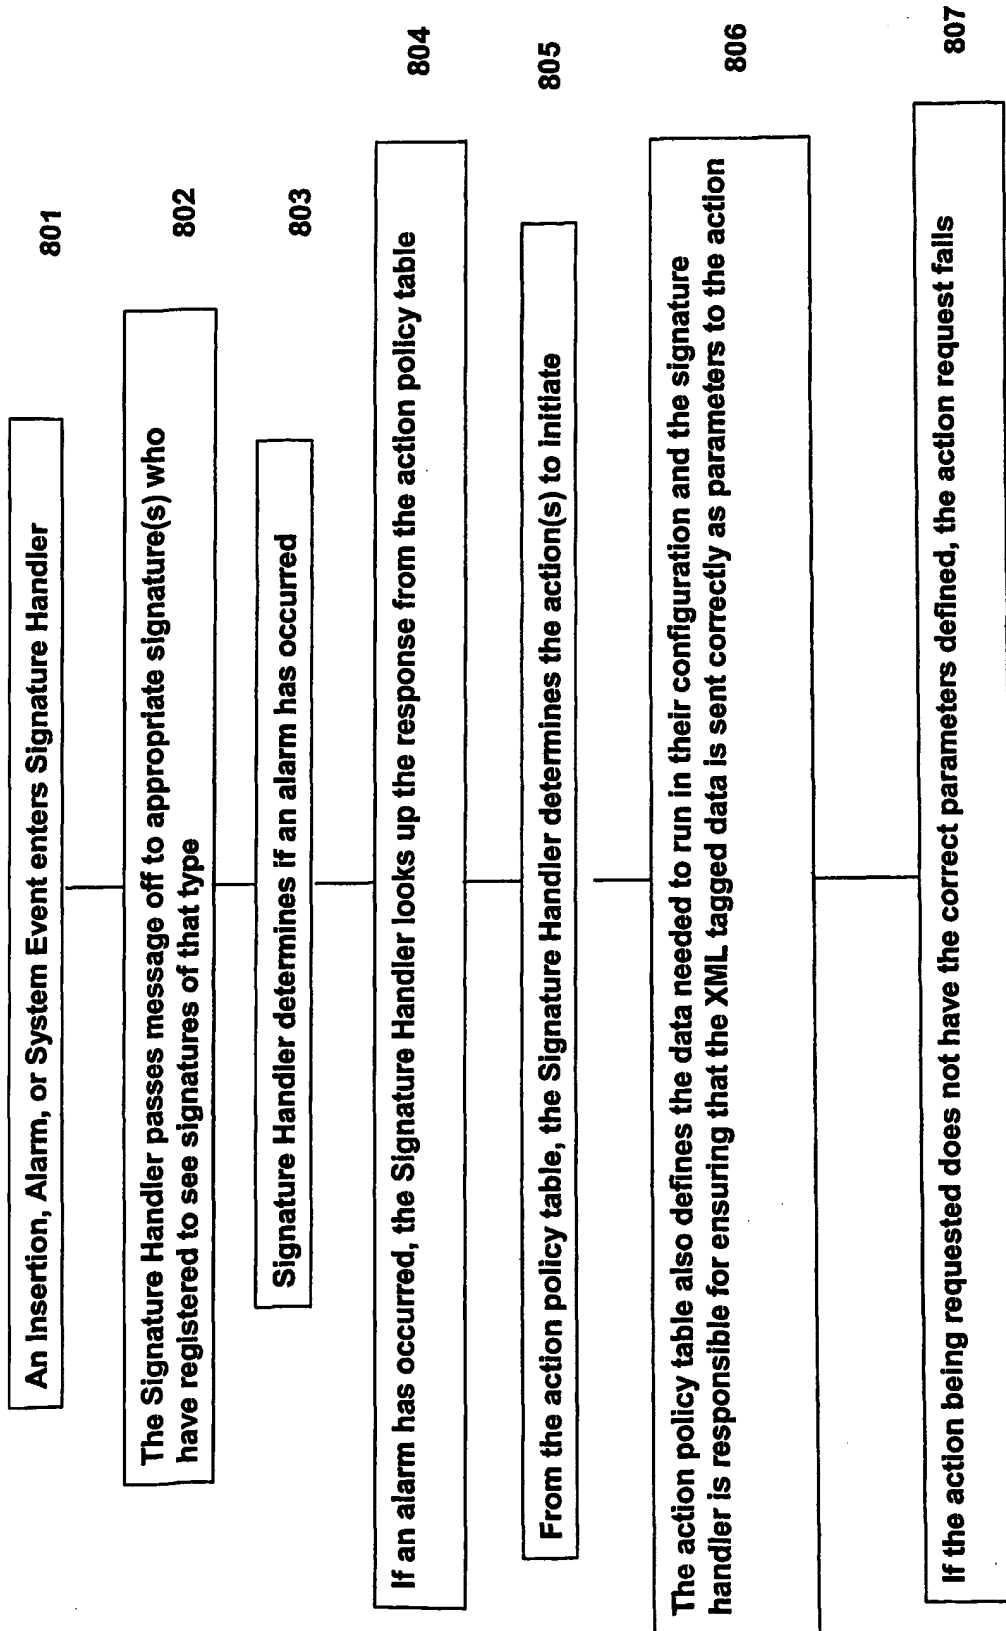 An Insertion, Alarm, or System Event enters Signature Handler
801
The Signature Handler passes message off to appropriate signature(s) who
have registered to see signatures of that type
802
Signature Handler determines if an alarm has occurred
803
If an alarm has occurred, the Signature Handler looks up the response from the action policy table
804
From the action policy table, the Signature Handler determines the action(s) to initiate
805
The action policy table also defines the data needed to run in their configuration and the signature
handler is responsible for ensuring that the XML tagged data is sent correctly as parameters to the action
806
If the action being requested does not have the correct parameters defined, the action request fails
807